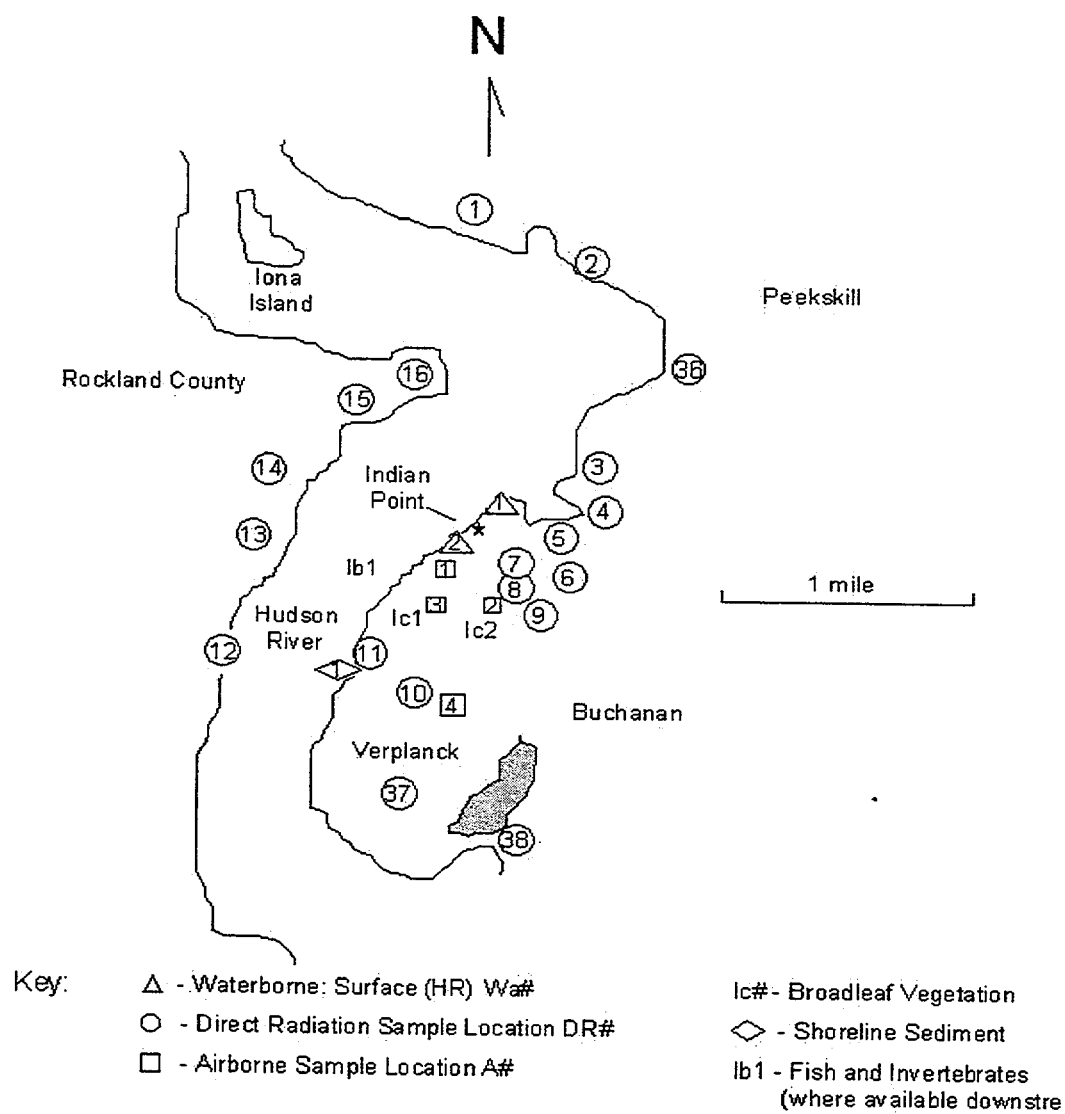 N
1
2
Iona
Island
Peekskill
36
Rockland County
16
15
14
3
Indian
Point
1
4
13
*
2
5
7
1
Ib1
6
8
1 mile
3
2
9
Ic1
Ic2
Hudson
River
12
11
1
10
4
Buchanan
Verplanck
37
38
Key:
- Waterborne: Surface (HR) Wa#
- Direct Radiation Sample Location DR#
- Airborne Sample Location A#
Ic# - Broadleaf Vegetation
- Shoreline Sediment
Ib1 - Fish and Invertebrates
(where available downstre